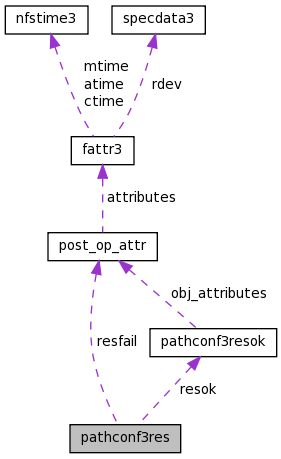 nfstime3
specdata3
mtime
atime
ctime
rdev
fattr3
attributes
post_op_attr
obj_attributes
resfail
pathconf3resok
resok
pathconf3res